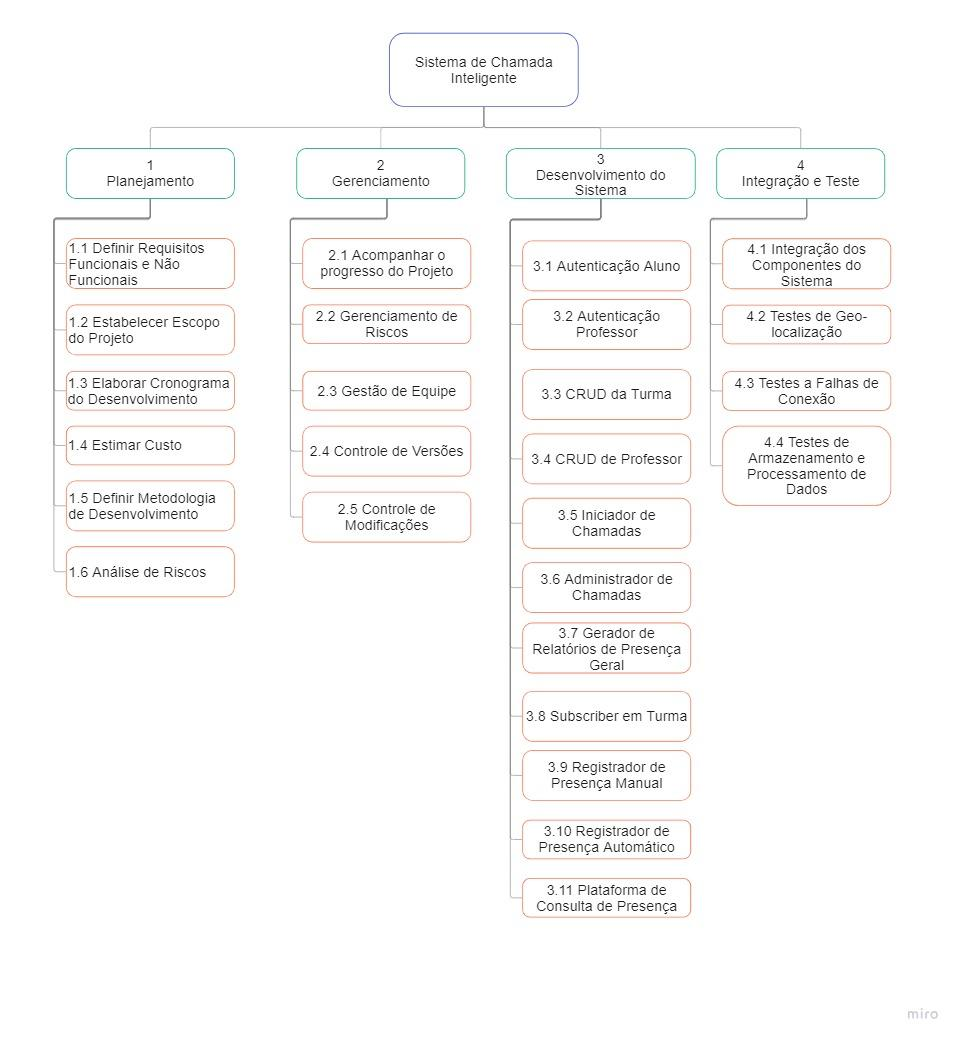 Sistema de Chamada
Inteligente
1
Planejamento
2
Gerenciamento
3
Desenvolvimento do
Sistema
4
Integração e Teste
1.1 Definir Requisitos
Funcionais e Não
Funcionais
1.2 Estabelecer Escopo
do Projeto
1.3 Elaborar Cronograma
do Desenvolvimento
1.4 Estimar Custo
1.5 Definir Metodologia
de Desenvolvimento
1.6 Análise de Riscos
2.1 Acompanhar o
progresso do Projeto
2.2 Gerenciamento de
Riscos
2.3 Gestão de Equipe
2.4 Controle de Versões
2.5 Controle de
Modificações
3.1 Autenticação Aluno
3.2 Autenticação
Professor
3.3 CRUD da Turma
3.4 CRUD de Professor
3.5 Iniciador de
Chamadas
3.6 Administrador de
Chamadas
3.7 Gerador de
Relatórios de Presença
Geral
3.8 Subscriber em Turma
3.9 Registrador de
Presença Manual
3.10 Registrador de
Presença Automático
3.11 Plataforma de
Consulta de Presença
4.1 Integração dos
Componentes do
Sistema
4.2 Testes de Geo-
localização
4.3 Testes a Falhas de
Conexão
4.4 Testes de
Armazenamento e
Processamento de
Dados
miro